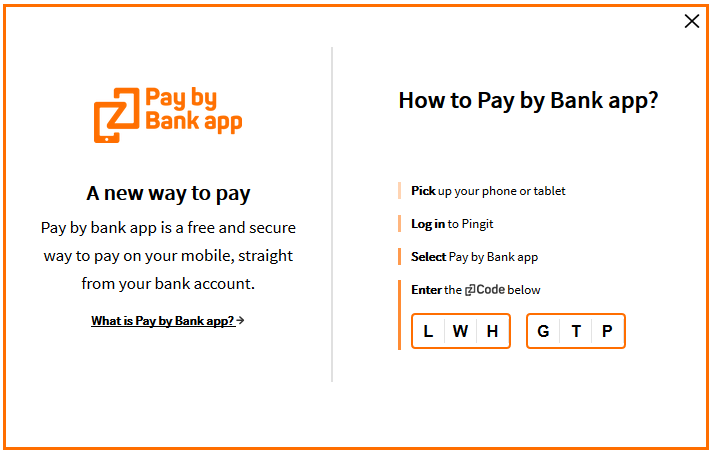 Pay by
Bank app
A new way to pay
Pay by bank app is a free and secure
way to pay on your mobile, straight
from your bank account.
What is Pay by Bank app?→
How to Pay by Bank app?
Pick up your phone or tablet
Log in to Pingit
Select Pay by Bank app
Enter the Code below
L W H G T P